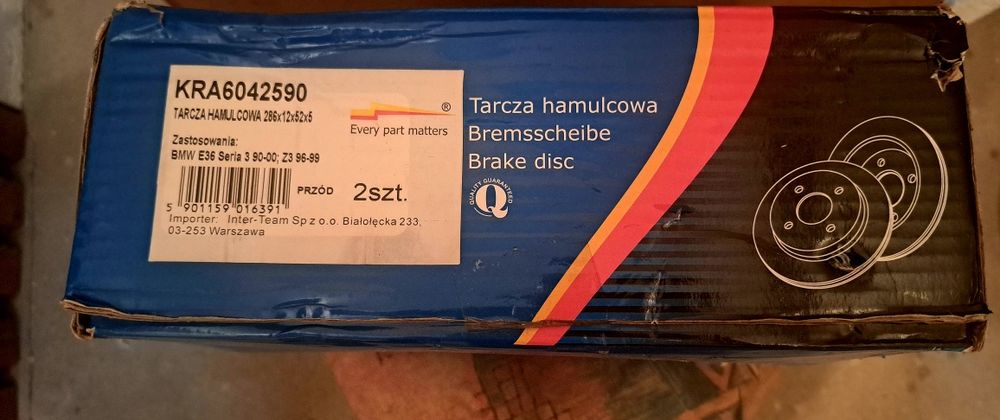 KRA6042590
TARCZA HAMULCOWA 286x12x52x5
®
Every part matters
Zastosowania:
BMW E36 Seria 3 90-00; Z3 96-99
PRZÓD 2szt.
5 901159 016391
Importer: Inter-Team Sp z o.o. Białołęcka 233,
03-253 Warszawa
Tarcza hamulcowa
Bremsscheibe
Brake disc
QUALITY GUARANTEED
Q